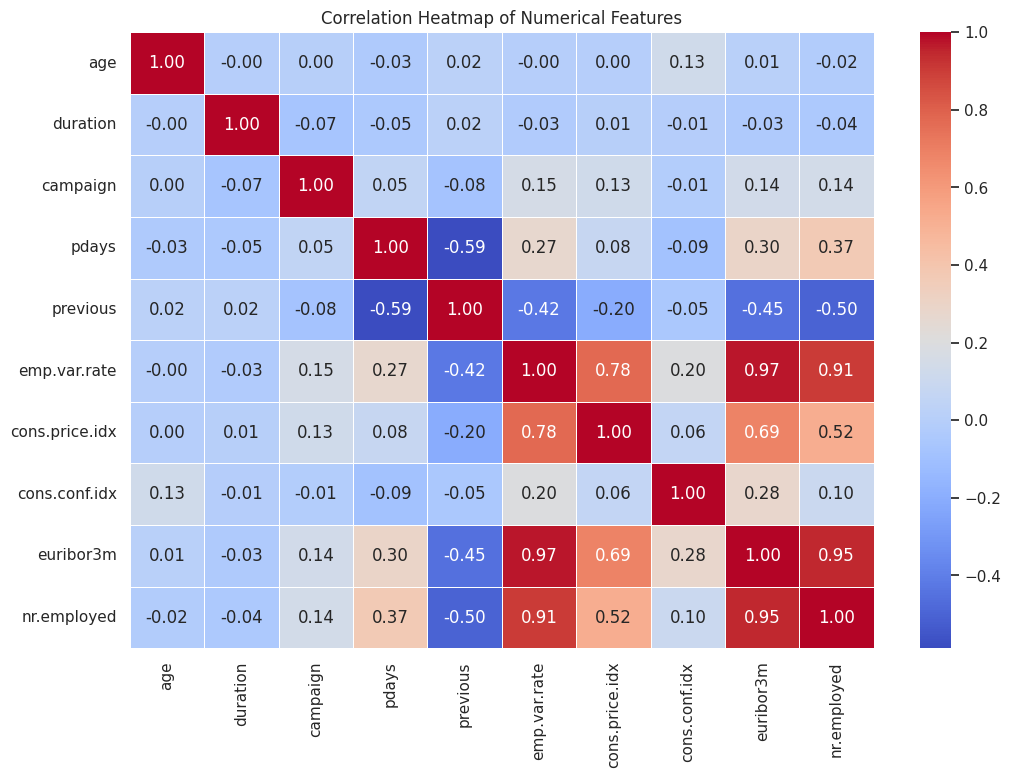 Correlation Heatmap of Numerical Features
age 1.00 -0.00 0.00 -0.03 0.02 -0.00 0.00 0.13 0.01 -0.02
duration -0.00 1.00 -0.07 -0.05 0.02 -0.03 0.01 -0.01 -0.03 -0.04
campaign 0.00 -0.07 1.00 0.05 -0.08 0.15 0.13 -0.01 0.14 0.14
pdays -0.03 -0.05 0.05 1.00 -0.59 0.27 0.08 -0.09 0.30 0.37
previous 0.02 0.02 -0.08 -0.59 1.00 -0.42 -0.20 -0.05 -0.45 -0.50
emp.var.rate -0.00 -0.03 0.15 0.27 -0.42 1.00 0.78 0.20 0.97 0.91
cons.price.idx 0.00 0.01 0.13 0.08 -0.20 0.78 1.00 0.06 0.69 0.52
cons.conf.idx 0.13 -0.01 -0.01 -0.09 -0.05 0.20 0.06 1.00 0.28 0.10
euribor3m 0.01 -0.03 0.14 0.30 -0.45 0.97 0.69 0.28 1.00 0.95
nr.employed -0.02 -0.04 0.14 0.37 -0.50 0.91 0.52 0.10 0.95 1.00
age
duration
campaign
pdays
previous
emp.var.rate
cons.price.idx
cons.conf.idx
euribor3m
nr.employed
1.0
0.8
0.6
0.4
0.2
0.0
−0.2
−0.4